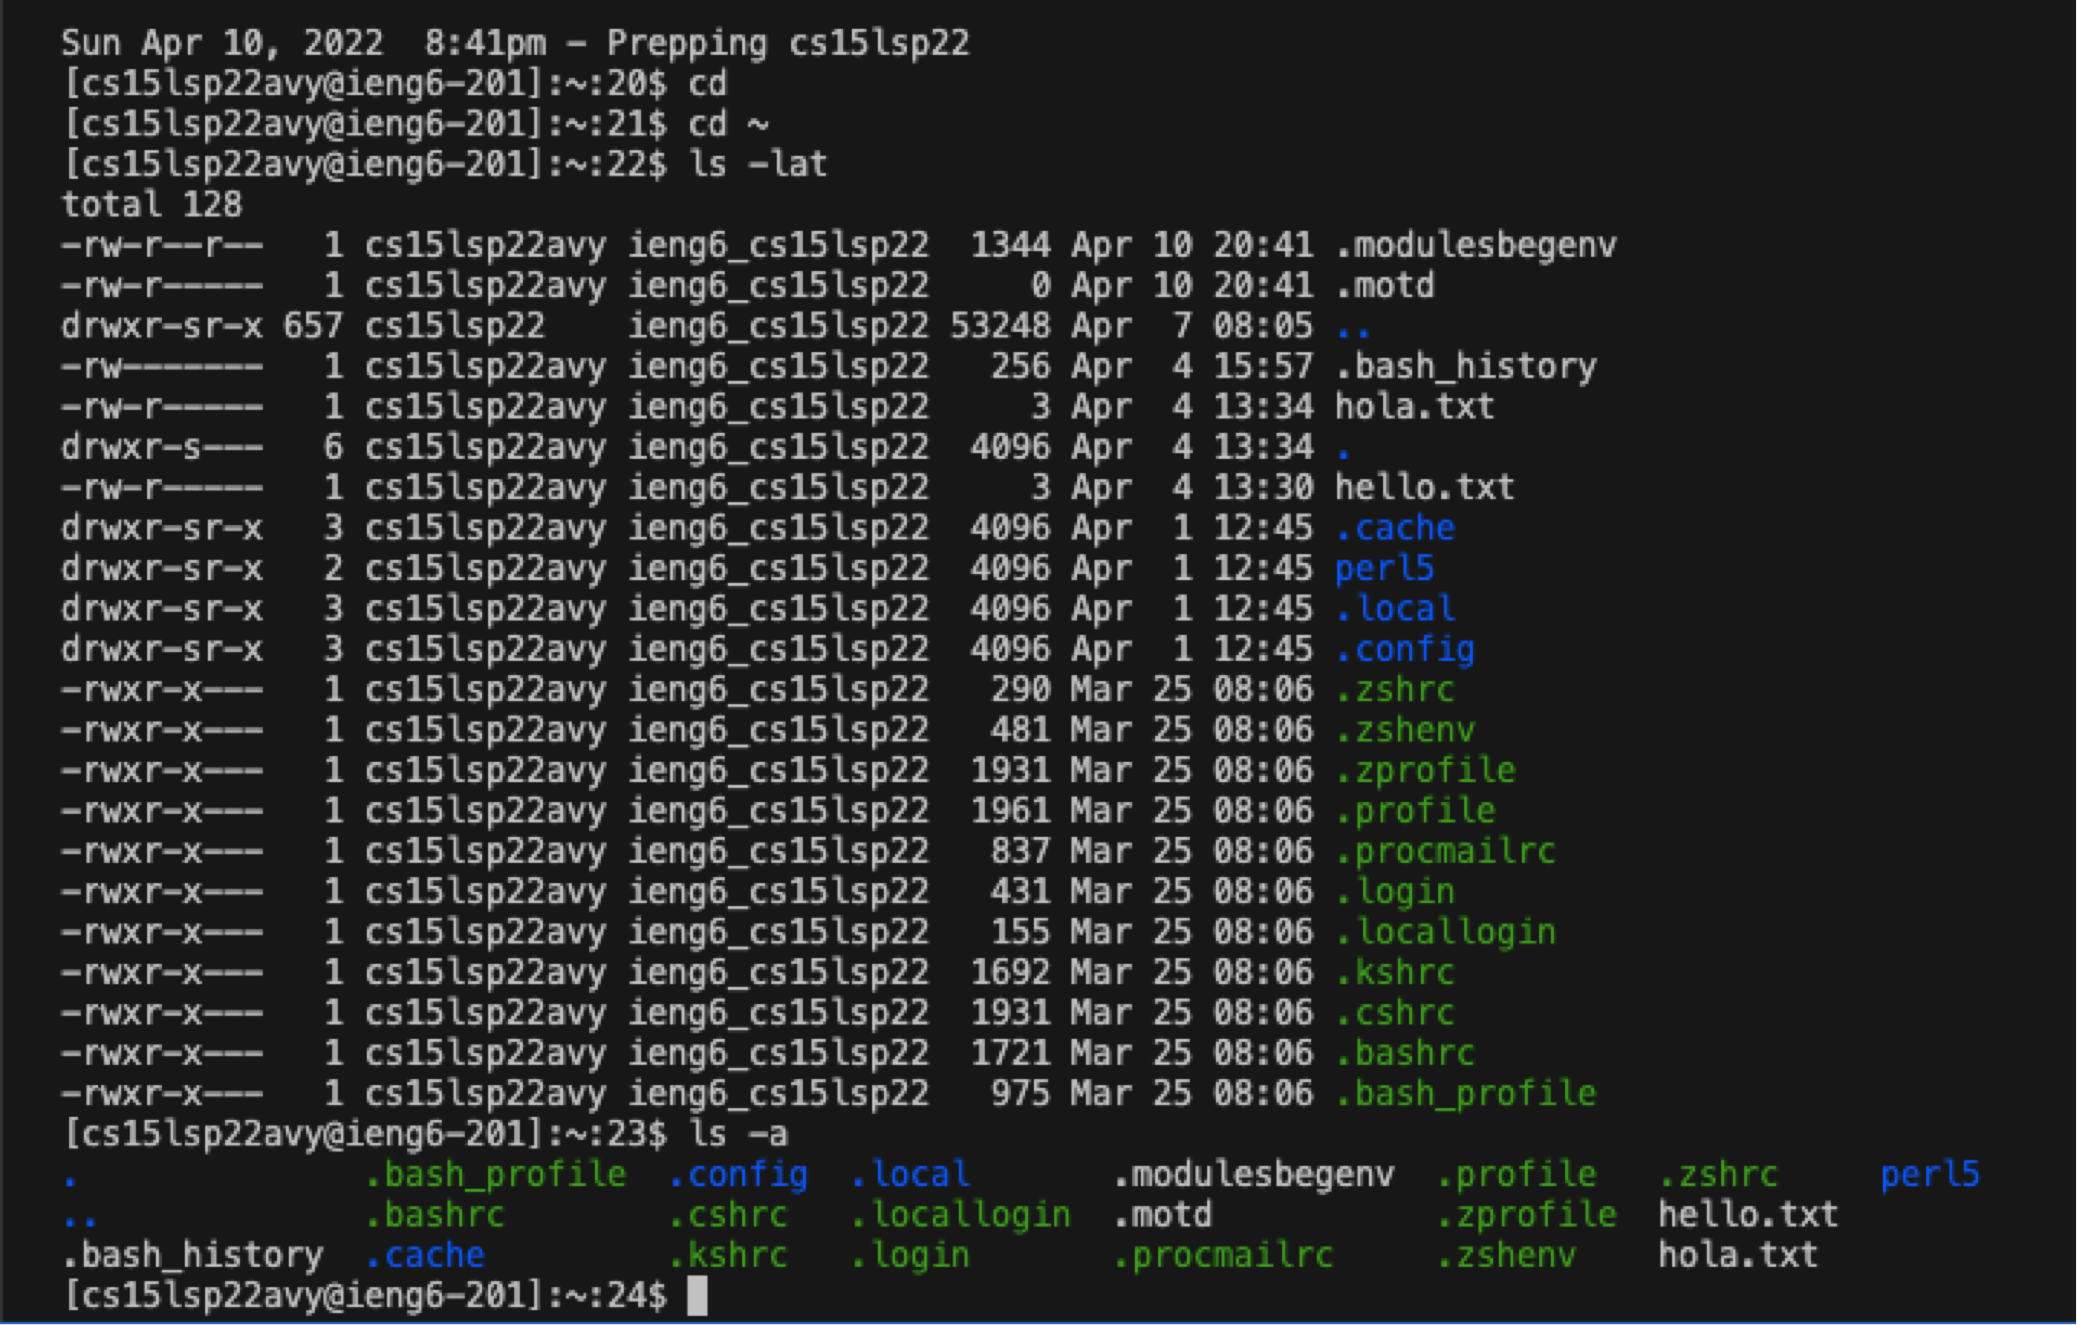 Sun Apr 10, 2022  8:41pm - Prepping cs15lsp22
[cs15lsp22avy@ieng6-201]:~:20$ cd
[cs15lsp22avy@ieng6-201]:~:21$ cd ~
[cs15lsp22avy@ieng6-201]:~:22$ ls -lat
total 128
-rw-r--r--   1 cs15lsp22avy ieng6_cs15lsp22  1344 Apr 10 20:41 .modulesbegenv
-rw-r-----   1 cs15lsp22avy ieng6_cs15lsp22     0 Apr 10 20:41 .motd
drwxr-sr-x 657 cs15lsp22    ieng6_cs15lsp22 53248 Apr  7 08:05 ..
-rw-------   1 cs15lsp22avy ieng6_cs15lsp22   256 Apr  4 15:57 .bash_history
-rw-r-----   1 cs15lsp22avy ieng6_cs15lsp22     3 Apr  4 13:34 hola.txt
drwxr-s---   6 cs15lsp22avy ieng6_cs15lsp22  4096 Apr  4 13:34 .
-rw-r-----   1 cs15lsp22avy ieng6_cs15lsp22     3 Apr  4 13:30 hello.txt
drwxr-sr-x   3 cs15lsp22avy ieng6_cs15lsp22  4096 Apr  1 12:45 .cache
drwxr-sr-x   2 cs15lsp22avy ieng6_cs15lsp22  4096 Apr  1 12:45 perl5
drwxr-sr-x   3 cs15lsp22avy ieng6_cs15lsp22  4096 Apr  1 12:45 .local
drwxr-sr-x   3 cs15lsp22avy ieng6_cs15lsp22  4096 Apr  1 12:45 .config
-rwxr-x---   1 cs15lsp22avy ieng6_cs15lsp22   290 Mar 25 08:06 .zshrc
-rwxr-x---   1 cs15lsp22avy ieng6_cs15lsp22   481 Mar 25 08:06 .zshenv
-rwxr-x---   1 cs15lsp22avy ieng6_cs15lsp22  1931 Mar 25 08:06 .zprofile
-rwxr-x---   1 cs15lsp22avy ieng6_cs15lsp22  1961 Mar 25 08:06 .profile
-rwxr-x---   1 cs15lsp22avy ieng6_cs15lsp22   837 Mar 25 08:06 .procmailrc
-rwxr-x---   1 cs15lsp22avy ieng6_cs15lsp22   431 Mar 25 08:06 .login
-rwxr-x---   1 cs15lsp22avy ieng6_cs15lsp22   155 Mar 25 08:06 .locallogin
-rwxr-x---   1 cs15lsp22avy ieng6_cs15lsp22  1692 Mar 25 08:06 .kshrc
-rwxr-x---   1 cs15lsp22avy ieng6_cs15lsp22  1931 Mar 25 08:06 .cshrc
-rwxr-x---   1 cs15lsp22avy ieng6_cs15lsp22  1721 Mar 25 08:06 .bashrc
-rwxr-x---   1 cs15lsp22avy ieng6_cs15lsp22   975 Mar 25 08:06 .bash_profile
[cs15lsp22avy@ieng6-201]:~:23$ ls -a
.              .bash_profile  .config  .local       .modulesbegenv  .profile   .zshrc     perl5
..             .bashrc        .cshrc   .locallogin  .motd           .zprofile  hello.txt
.bash_history  .cache         .kshrc   .login       .procmailrc     .zshenv    hola.txt
[cs15lsp22avy@ieng6-201]:~:24$